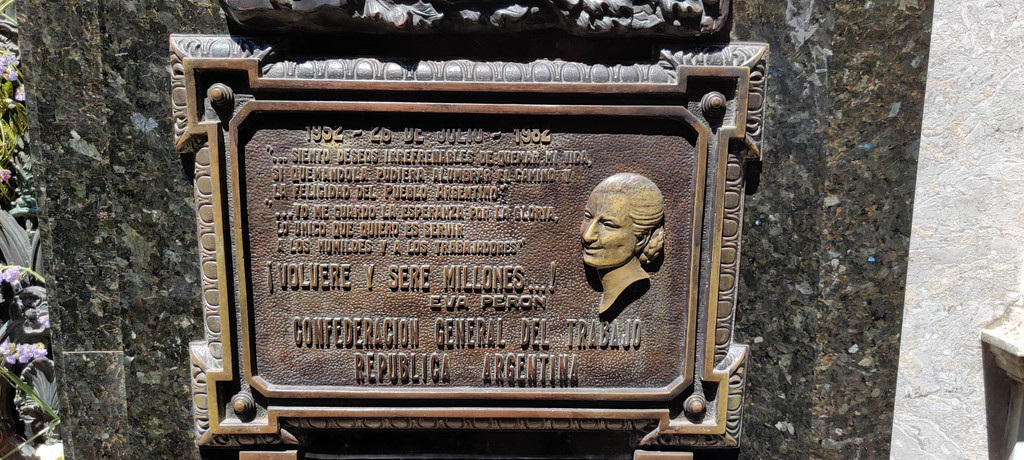 1952 - 26 DE JULIO - 1982
"... SIENTO DESEOS IRREFRENABLES DE QUEMAR MI VIDA,
SI QUEMANDOLA PUDIERA ALUMBRAR EL CAMINO Y
LA FELICIDAD DEL PUEBLO ARGENTINO"
"... YO ME GUARDO LA ESPERANZA POR LA GLORIA,
LO UNICO QUE QUIERO ES SERVIR
A LOS HUMILDES Y A LOS TRABAJADORES"
¡VOLVERE Y SERE MILLONES...!
EVA PERON
CONFEDERACION GENERAL DEL TRABAJO
REPUBLICA ARGENTINA